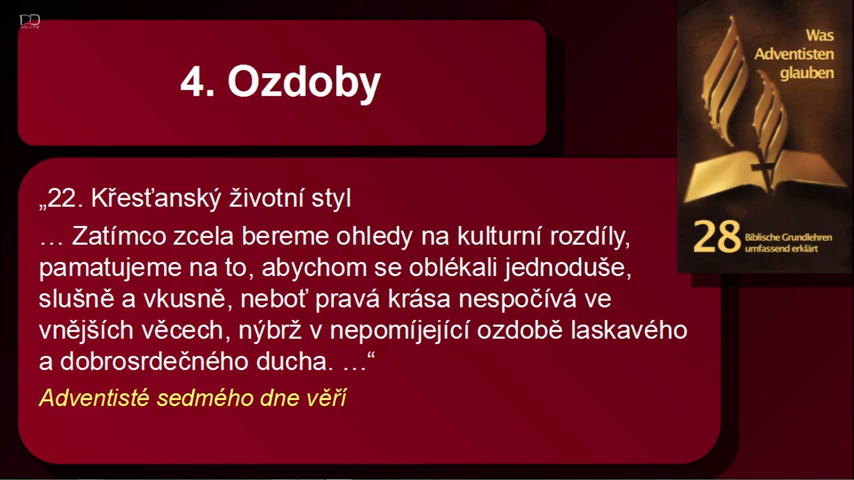 4. Ozdoby
Was
Adventisten
glauben
„22. Křesťanský životní styl
… Zatímco zcela bereme ohledy na kulturní rozdíly,
pamatujeme na to, abychom se oblékali jednoduše,
slušně a vkusně, neboť pravá krása nespočívá ve
vnějších věcech, nýbrž v nepomíjející ozdobě laskavého
a dobrosrdečného ducha. …“
Adventisté sedmého dne věří
28 Biblische Grundlehren
umfassend erklärt